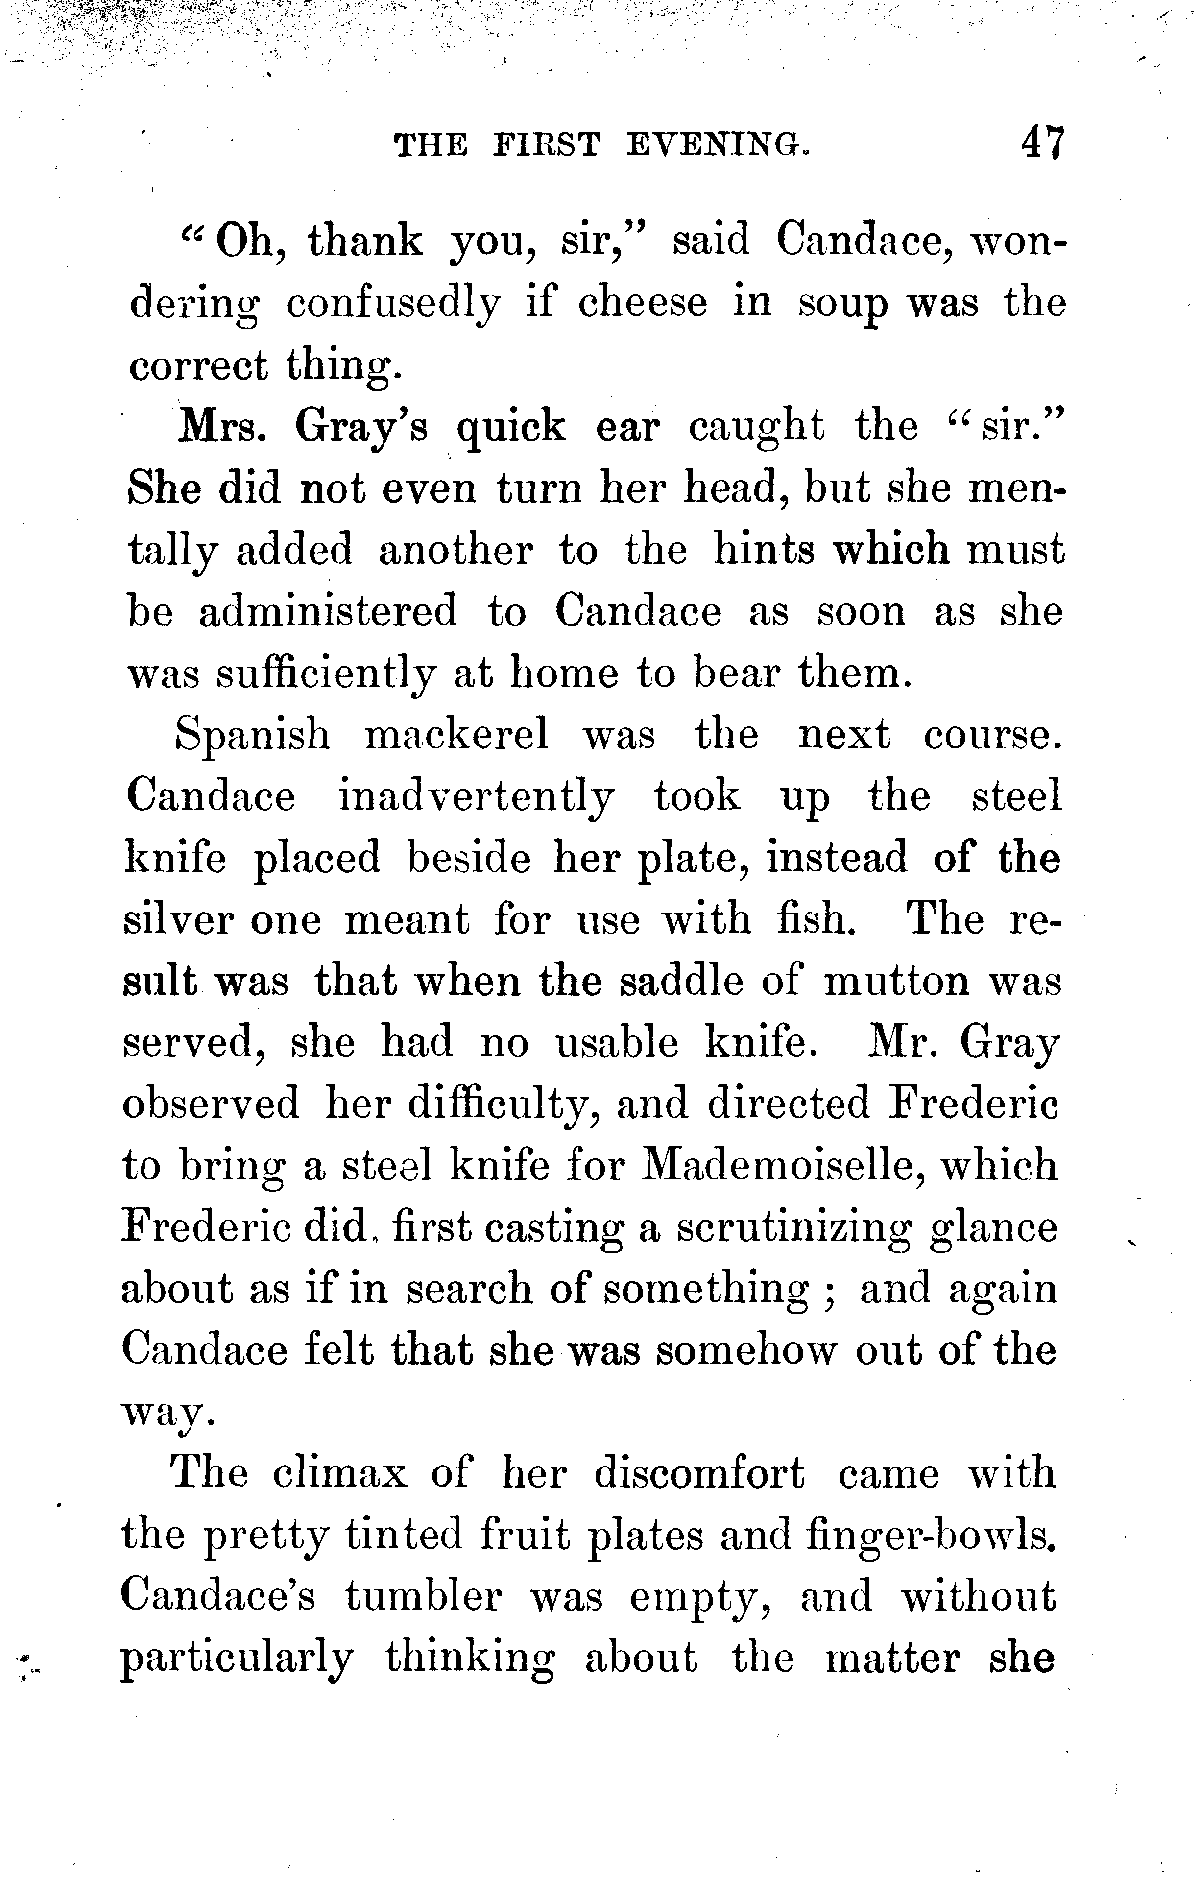 THE FIRST EVENING. 47
“Oh, thank you, sir,” said Candace, won-
dering confusedly if cheese in soup was the
correct thing.
Mrs. Gray’s quick ear caught the “sir.”
She did not even turn her head, but she men-
tally added another to the hints which must
be administered to Candace as soon as she
was sufficiently at home to bear them.
Spanish mackerel was the next course.
Candace inadvertently took up the steel
knife placed beside her plate, instead of the
silver one meant for use with fish. The re-
sult was that when the saddle of mutton was
served, she had no usable knife. Mr. Gray
observed her difficulty, and directed Frederic
to bring a steel knife for Mademoiselle, which
Frederic did, first casting a scrutinizing glance
about as if in search of something ; and again
Candace felt that she was somehow out of the
way.
The climax of her discomfort came with
the pretty tinted fruit plates and finger-bowls.
Candace’s tumbler was empty, and without
particularly thinking about the matter she